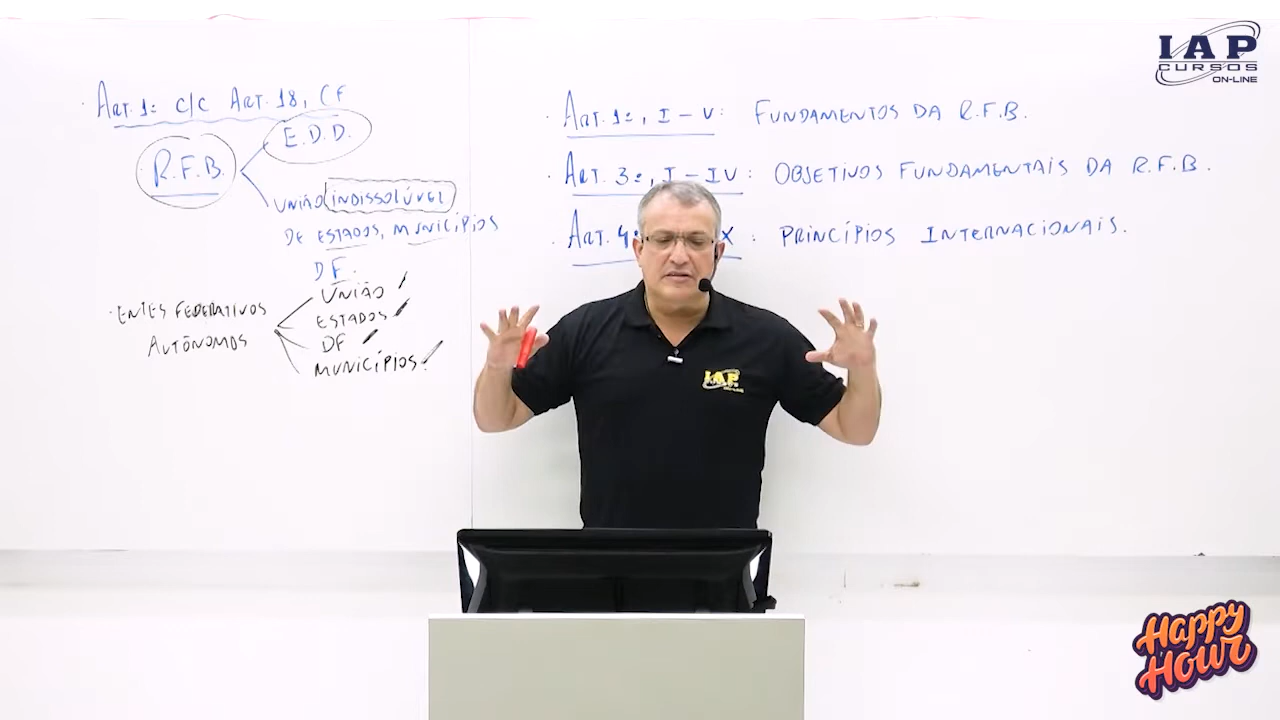 ART. 1º C/C ART. 18, CF
R.F.B.
E.D.D.
UNIÃO INDISSOLÚVEL
DE ESTADOS, MUNICÍPIOS
DF.
ENTES FEDERATIVOS
AUTÔNOMOS
UNIÃO
ESTADOS
DF
MUNICÍPIOS
· ART. 1º, I - V: FUNDAMENTOS DA R.F.B.
· ART. 3º, I - IV: OBJETIVOS FUNDAMENTAIS DA R.F.B.
· ART. 4º X : PRINCÍPIOS INTERNACIONAIS.
IAP
CURSOS
ON-LINE
IAP
Happy
Hour